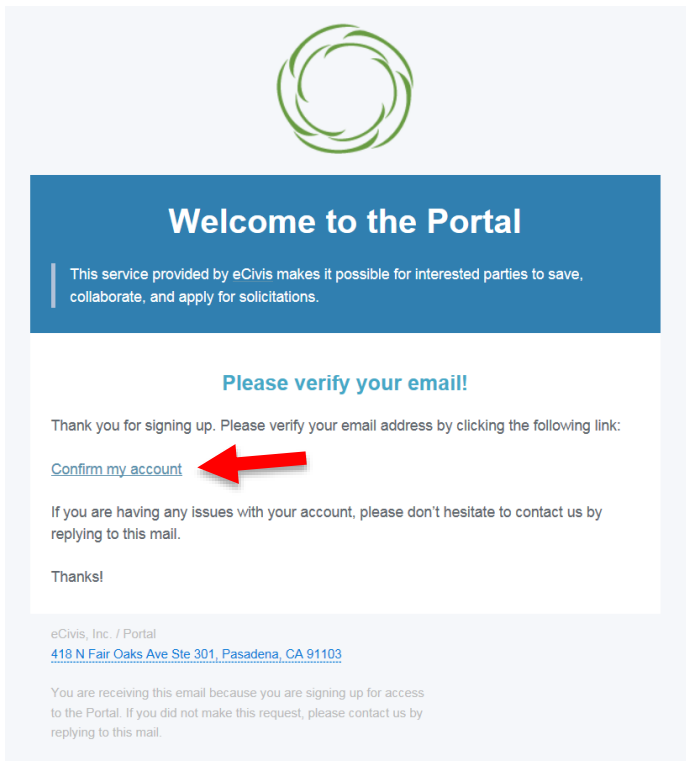 Welcome to the Portal
This service provided by eCivis makes it possible for interested parties to save,
collaborate, and apply for solicitations.
Please verify your email!
Thank you for signing up. Please verify your email address by clicking the following link:
Confirm my account
If you are having any issues with your account, please don't hesitate to contact us by
replying to this mail.
Thanks!
eCivis, Inc. / Portal
418 N Fair Oaks Ave Ste 301, Pasadena, CA 91103
You are receiving this email because you are signing up for access
to the Portal. If you did not make this request, please contact us by
replying to this mail.